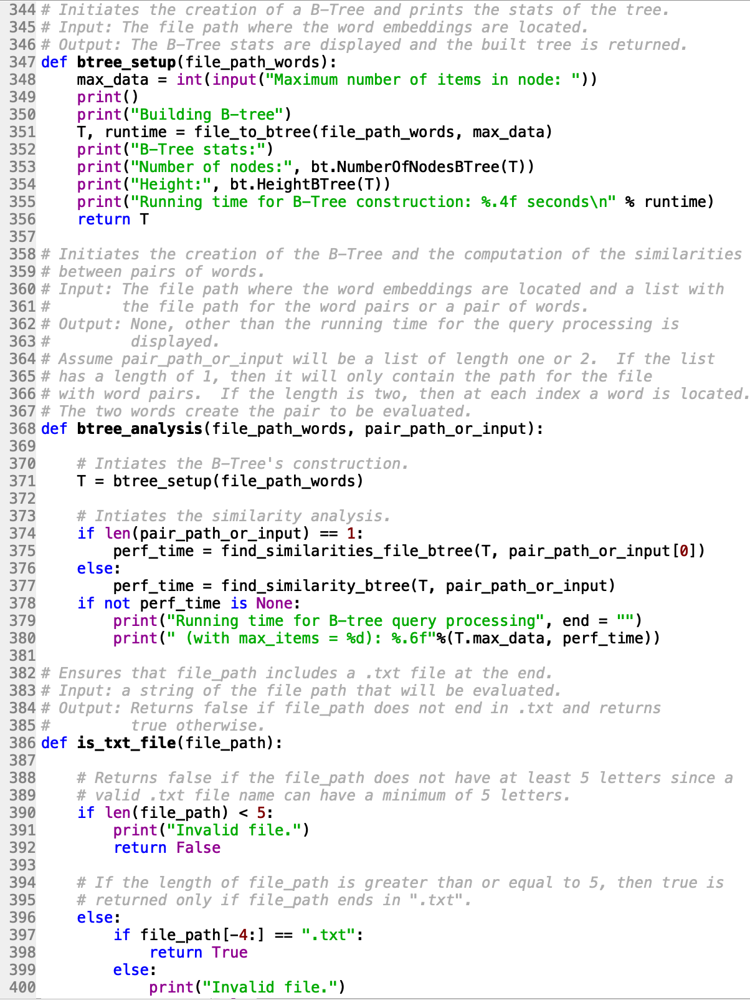 344 # Initiates the creation of a B-Tree and prints the stats of the tree.
345 # Input: The file path where the word embeddings are located.
346 # Output: The B-Tree stats are displayed and the built tree is returned.
347 def btree_setup(file_path_words):
348     max_data = int(input("Maximum number of items in node: "))
349     print()
350     print("Building B-tree")
351     T, runtime = file_to_btree(file_path_words, max_data)
352     print("B-Tree stats:")
353     print("Number of nodes:", bt.NumberOfNodesBTree(T))
354     print("Height:", bt.HeightBTree(T))
355     print("Running time for B-Tree construction: %.4f seconds\n" % runtime)
356     return T
357
358 # Initiates the creation of the B-Tree and the computation of the similarities
359 # between pairs of words.
360 # Input: The file path where the word embeddings are located and a list with
361 #        the file path for the word pairs or a pair of words.
362 # Output: None, other than the running time for the query processing is
363 #         displayed.
364 # Assume pair_path_or_input will be a list of length one or 2.  If the list
365 # has a length of 1, then it will only contain the path for the file
366 # with word pairs.  If the length is two, then at each index a word is located.
367 # The two words create the pair to be evaluated.
368 def btree_analysis(file_path_words, pair_path_or_input):
369
370     # Intiates the B-Tree's construction.
371     T = btree_setup(file_path_words)
372
373     # Intiates the similarity analysis.
374     if len(pair_path_or_input) == 1:
375         perf_time = find_similarities_file_btree(T, pair_path_or_input[0])
376     else:
377         perf_time = find_similarity_btree(T, pair_path_or_input)
378     if not perf_time is None:
379         print("Running time for B-tree query processing", end = "")
380         print(" (with max_items = %d): %.6f"%(T.max_data, perf_time))
381
382 # Ensures that file_path includes a .txt file at the end.
383 # Input: a string of the file path that will be evaluated.
384 # Output: Returns false if file_path does not end in .txt and returns
385 #         true otherwise.
386 def is_txt_file(file_path):
387
388     # Returns false if the file_path does not have at least 5 letters since a
389     # valid .txt file name can have a minimum of 5 letters.
390     if len(file_path) < 5:
391         print("Invalid file.")
392         return False
393
394     # If the length of file_path is greater than or equal to 5, then true is
395     # returned only if file_path ends in ".txt".
396     else:
397         if file_path[-4:] == ".txt":
398             return True
399         else:
400             print("Invalid file.")